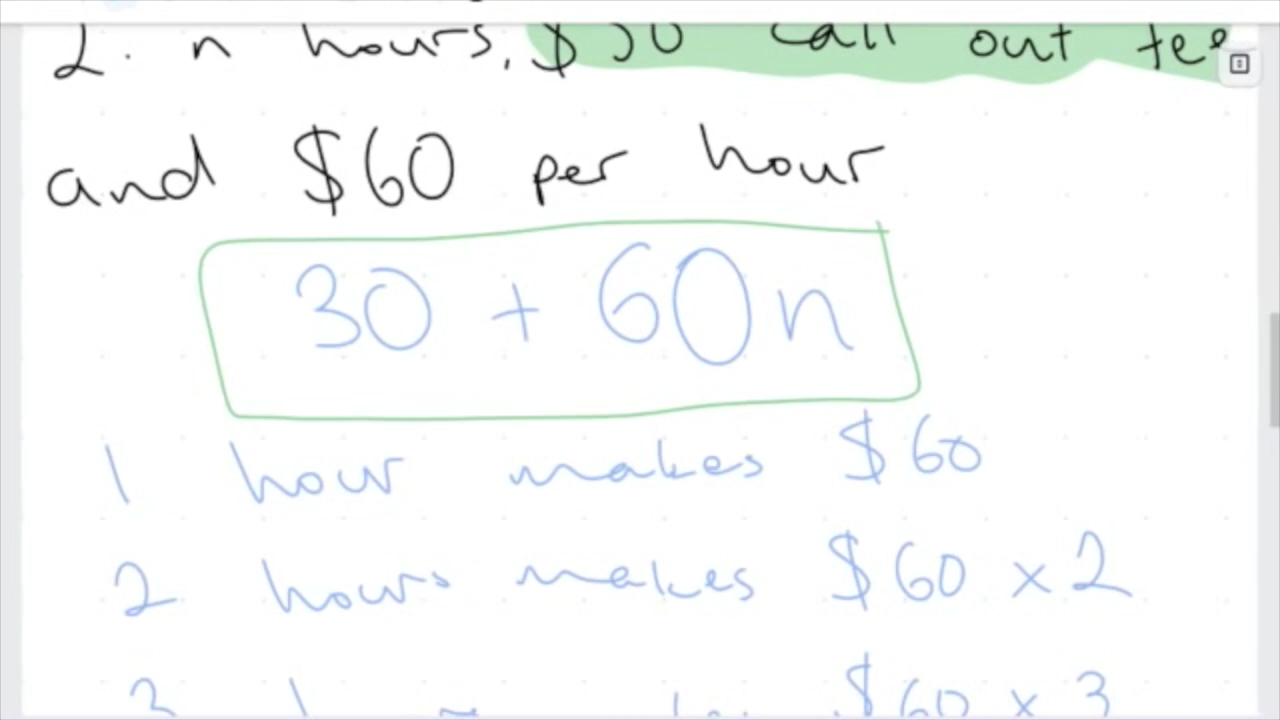 2. n hours, $30 call out fee
and $60 per hour
30 + 60n
1 hour makes $60
2 hours makes $60 x 2
3 $60 x 3